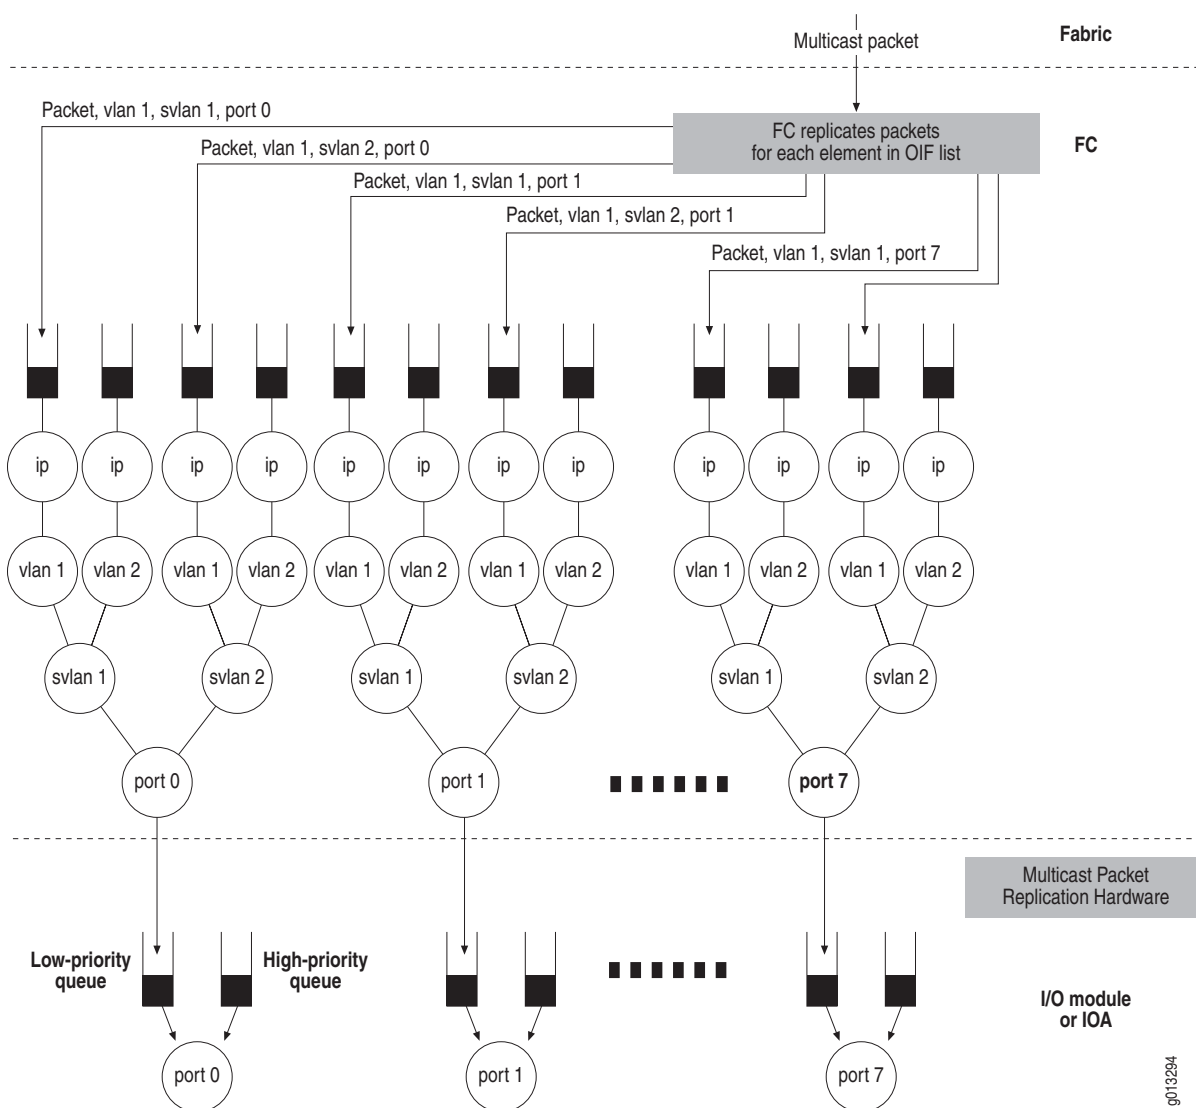 Multicast packet
Fabric
Packet, vlan 1, svlan 1, port 0
FC replicates packets
for each element in OIF list
FC
Packet, vlan 1, svlan 2, port 0
Packet, vlan 1, svlan 1, port 1
Packet, vlan 1, svlan 2, port 1
Packet, vlan 1, svlan 1, port 7
ip ip ip ip ip ip ip ip ip ip ip ip
vlan 1 vlan 2 vlan 1 vlan 2 vlan 1 vlan 2 vlan 1 vlan 2 vlan 1 vlan 2 vlan 1 vlan 2
svlan 1 svlan 2 svlan 1 svlan 2 svlan 1 svlan 2
port 0 port 1 port 7
Multicast Packet
Replication Hardware
Low-priority
queue
High-priority
queue
I/O module
or IOA
port 0 port 1 port 7
g013294